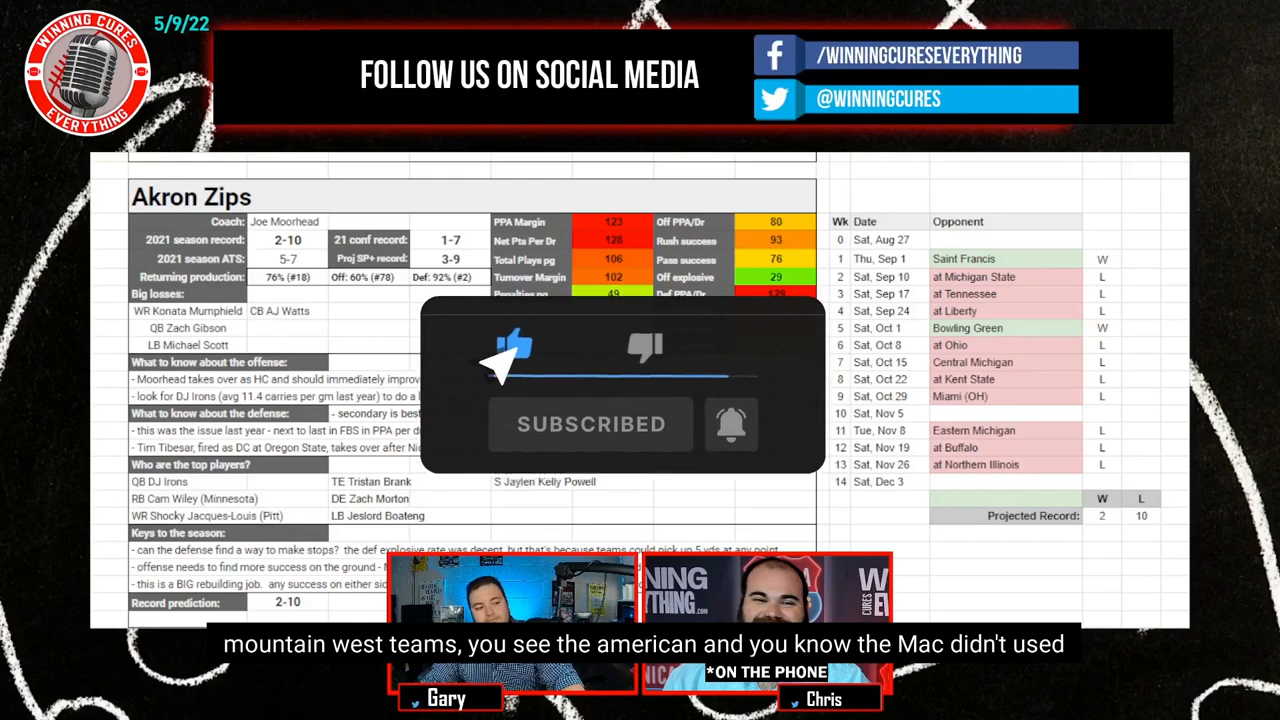 5/9/22
WINNING CURES
EVERYTHING
FOLLOW US ON SOCIAL MEDIA
/WINNINGCURESEVERYTHING
@WINNINGCURES
Akron Zips
Coach: Joe Moorhead
2021 season record: 2-10 21 conf record: 1-7
2021 season ATS: 5-7 Proj SP+ record: 3-9
Returning production: 76% (#18) Off: 60% (#78) Def: 92% (#2)
Big losses:
WR Konata Mumphield CB AJ Watts
QB Zach Gibson
LB Michael Scott
PPA Margin 123 Off PPA/Dr 80
Net Pts Per Dr 128 Rush success 93
Total Plays pg 106 Pass success 76
Turnover Margin 102 Off explosive 29
Penalties pg 49 Def PPA/Dr 129
What to know about the offense:
- Moorhead takes over as HC and should immediately improv
- look for DJ Irons (avg 11.4 carries per gm last year) to do a l
What to know about the defense: - secondary is best
- this was the issue last year - next to last in FBS in PPA per d
- Tim Tibesar, fired as DC at Oregon State, takes over after Ni
Who are the top players?
QB DJ Irons TE Tristan Brank S Jaylen Kelly Powell
RB Cam Wiley (Minnesota) DE Zach Morton
WR Shocky Jacques-Louis (Pitt) LB Jeslord Boateng
Keys to the season:
- can the defense find a way to make stops? the def explosive rate was decent, but that's because teams could pick up 5 yds at any point
- offense needs to find more success on the ground -
- this is a BIG rebuilding job. any success on either si
Record prediction: 2-10
Wk Date Opponent
0 Sat, Aug 27
1 Thu, Sep 1 Saint Francis W
2 Sat, Sep 10 at Michigan State L
3 Sat, Sep 17 at Tennessee L
4 Sat, Sep 24 at Liberty L
5 Sat, Oct 1 Bowling Green W
6 Sat, Oct 8 at Ohio L
7 Sat, Oct 15 Central Michigan L
8 Sat, Oct 22 at Kent State L
9 Sat, Oct 29 Miami (OH) L
10 Sat, Nov 5
11 Tue, Nov 8 Eastern Michigan L
12 Sat, Nov 19 at Buffalo L
13 Sat, Nov 26 at Northern Illinois L
14 Sat, Dec 3
W L
Projected Record: 2 10
SUBSCRIBED
mountain west teams, you see the american and you know the Mac didn't used
*ON THE PHONE
Gary
Chris